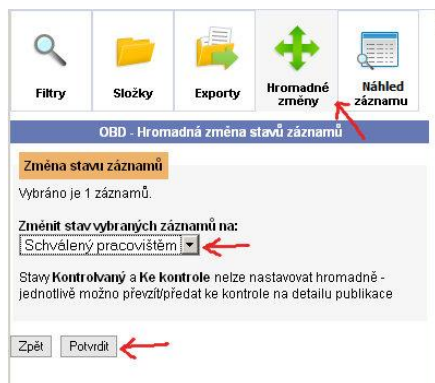 Filtry
Složky
Exporty
Hromadné
změny
Náhled
záznamu
OBD - Hromadná změna stavů záznamů
Změna stavu záznamů
Vybráno je 1 záznamů.
Změnit stav vybraných záznamů na:
Schválený pracovištěm
Stavy Kontrolvaný a Ke kontrole nelze nastavovat hromadně -
jednotlivě možno převzít/předat ke kontrole na detailu publikace
Zpět Potvrdit